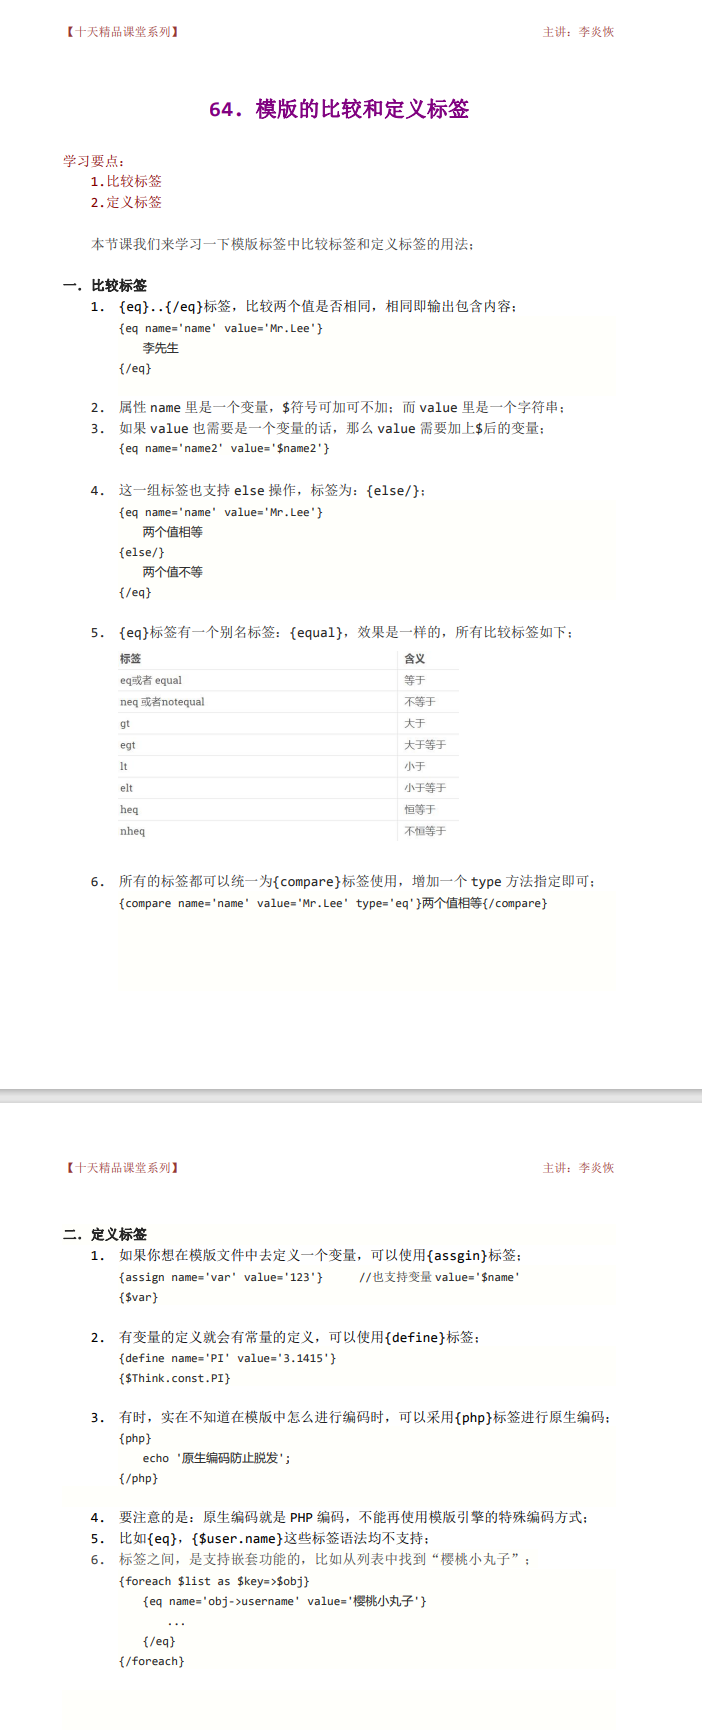 【十天精品课堂系列】 主讲：李炎恢
64．模版的比较和定义标签
学习要点：
1.比较标签
2.定义标签
本节课我们来学习一下模版标签中比较标签和定义标签的用法；
一．比较标签
1. {eq}..{/eq}标签，比较两个值是否相同，相同即输出包含内容；
{eq name='name' value='Mr.Lee'}
李先生
{/eq}
2. 属性 name 里是一个变量，$符号可加可不加；而 value 里是一个字符串；
3. 如果 value 也需要是一个变量的话，那么 value 需要加上$后的变量；
{eq name='name2' value='$name2'}
4. 这一组标签也支持 else 操作，标签为：{else/}；
{eq name='name' value='Mr.Lee'}
两个值相等
{else/}
两个值不等
{/eq}
5. {eq}标签有一个别名标签：{equal}，效果是一样的，所有比较标签如下；
标签 含义
eq或者 equal 等于
neq 或者notequal 不等于
gt 大于
egt 大于等于
lt 小于
elt 小于等于
heq 恒等于
nheq 不恒等于
6. 所有的标签都可以统一为{compare}标签使用，增加一个 type 方法指定即可；
{compare name='name' value='Mr.Lee' type='eq'}两个值相等{/compare}
【十天精品课堂系列】 主讲：李炎恢
二．定义标签
1. 如果你想在模版文件中去定义一个变量，可以使用{assgin}标签；
{assign name='var' value='123'} //也支持变量 value='$name'
{$var}
2. 有变量的定义就会有常量的定义，可以使用{define}标签；
{define name='PI' value='3.1415'}
{$Think.const.PI}
3. 有时，实在不知道在模版中怎么进行编码时，可以采用{php}标签进行原生编码；
{php}
echo '原生编码防止脱发';
{/php}
4. 要注意的是：原生编码就是 PHP 编码，不能再使用模版引擎的特殊编码方式；
5. 比如{eq}，{$user.name}这些标签语法均不支持；
6. 标签之间，是支持嵌套功能的，比如从列表中找到“樱桃小丸子”；
{foreach $list as $key=>$obj}
{eq name='obj->username' value='樱桃小丸子'}
...
{/eq}
{/foreach}